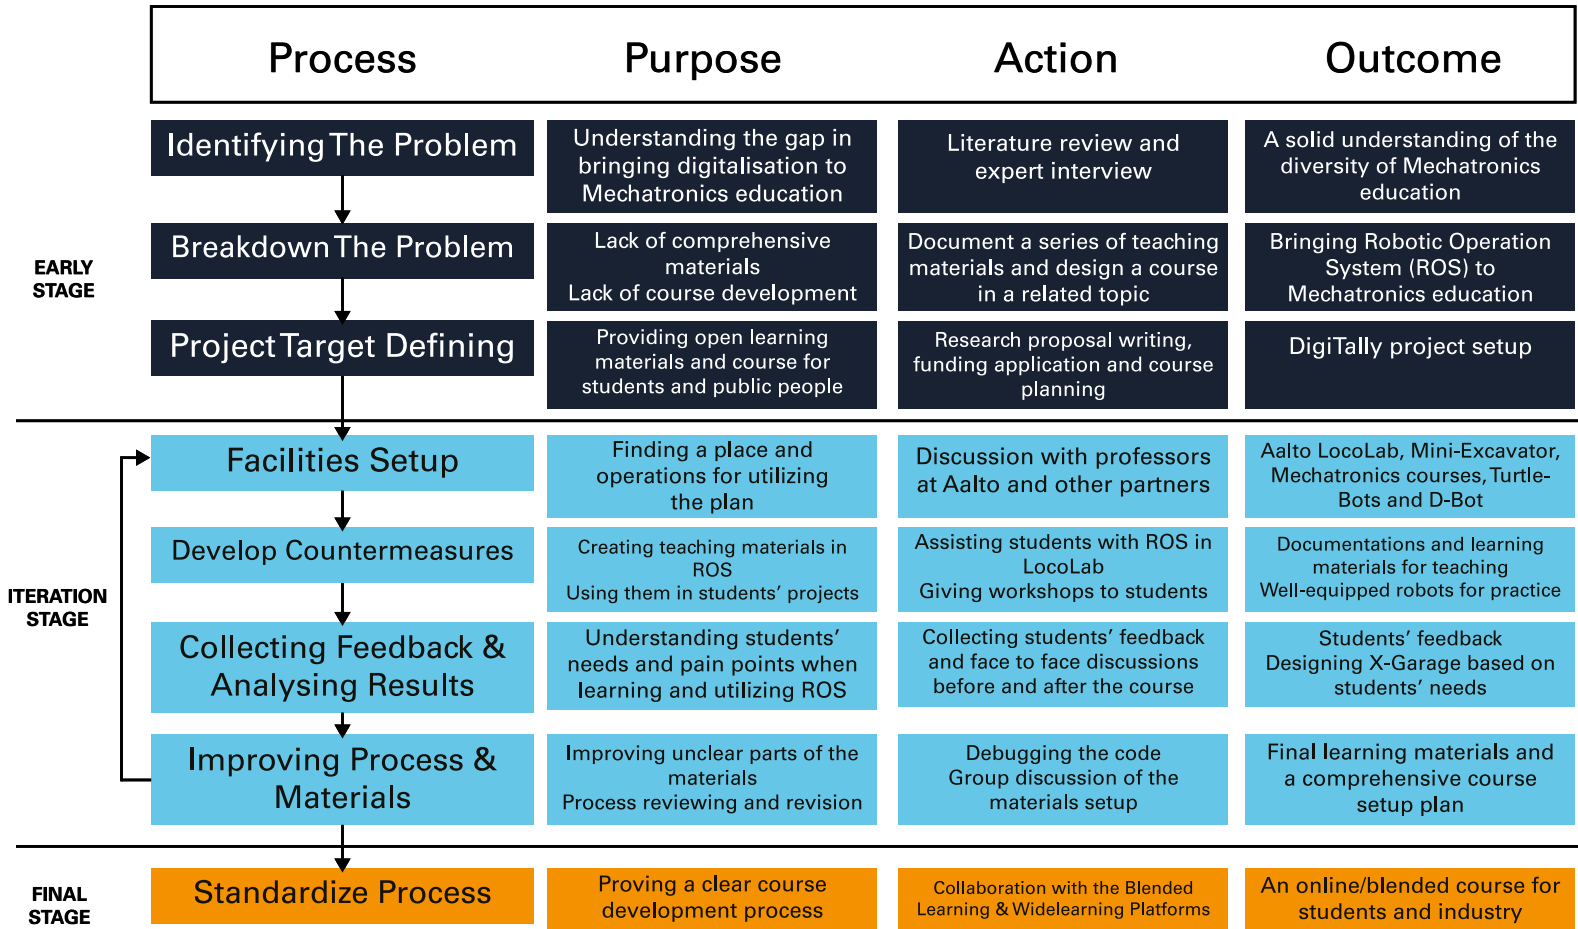 Process
Purpose
Action
Outcome
EARLY
STAGE
Identifying The Problem
Understanding the gap in
bringing digitalisation to
Mechatronics education
Literature review and
expert interview
A solid understanding of the
diversity of Mechatronics
education
Breakdown The Problem
Lack of comprehensive
materials
Lack of course development
Document a series of teaching
materials and design a course
in a related topic
Bringing Robotic Operation
System (ROS) to
Mechatronics education
Project Target Defining
Providing open learning
materials and course for
students and public people
Research proposal writing,
funding application and course
planning
DigiTally project setup
ITERATION
STAGE
Facilities Setup
Finding a place and
operations for utilizing
the plan
Discussion with professors
at Aalto and other partners
Aalto LocoLab, Mini-Excavator,
Mechatronics courses, Turtle-
Bots and D-Bot
Develop Countermeasures
Creating teaching materials in
ROS
Using them in students' projects
Assisting students with ROS in
LocoLab
Giving workshops to students
Documentations and learning
materials for teaching
Well-equipped robots for practice
Collecting Feedback &
Analysing Results
Understanding students'
needs and pain points when
learning and utilizing ROS
Collecting students' feedback
and face to face discussions
before and after the course
Students' feedback
Designing X-Garage based on
students' needs
Improving Process &
Materials
Improving unclear parts of the
materials
Process reviewing and revision
Debugging the code
Group discussion of the
materials setup
Final learning materials and
a comprehensive course
setup plan
FINAL
STAGE
Standardize Process
Proving a clear course
development process
Collaboration with the Blended
Learning & Widelearning Platforms
An online/blended course for
students and industry